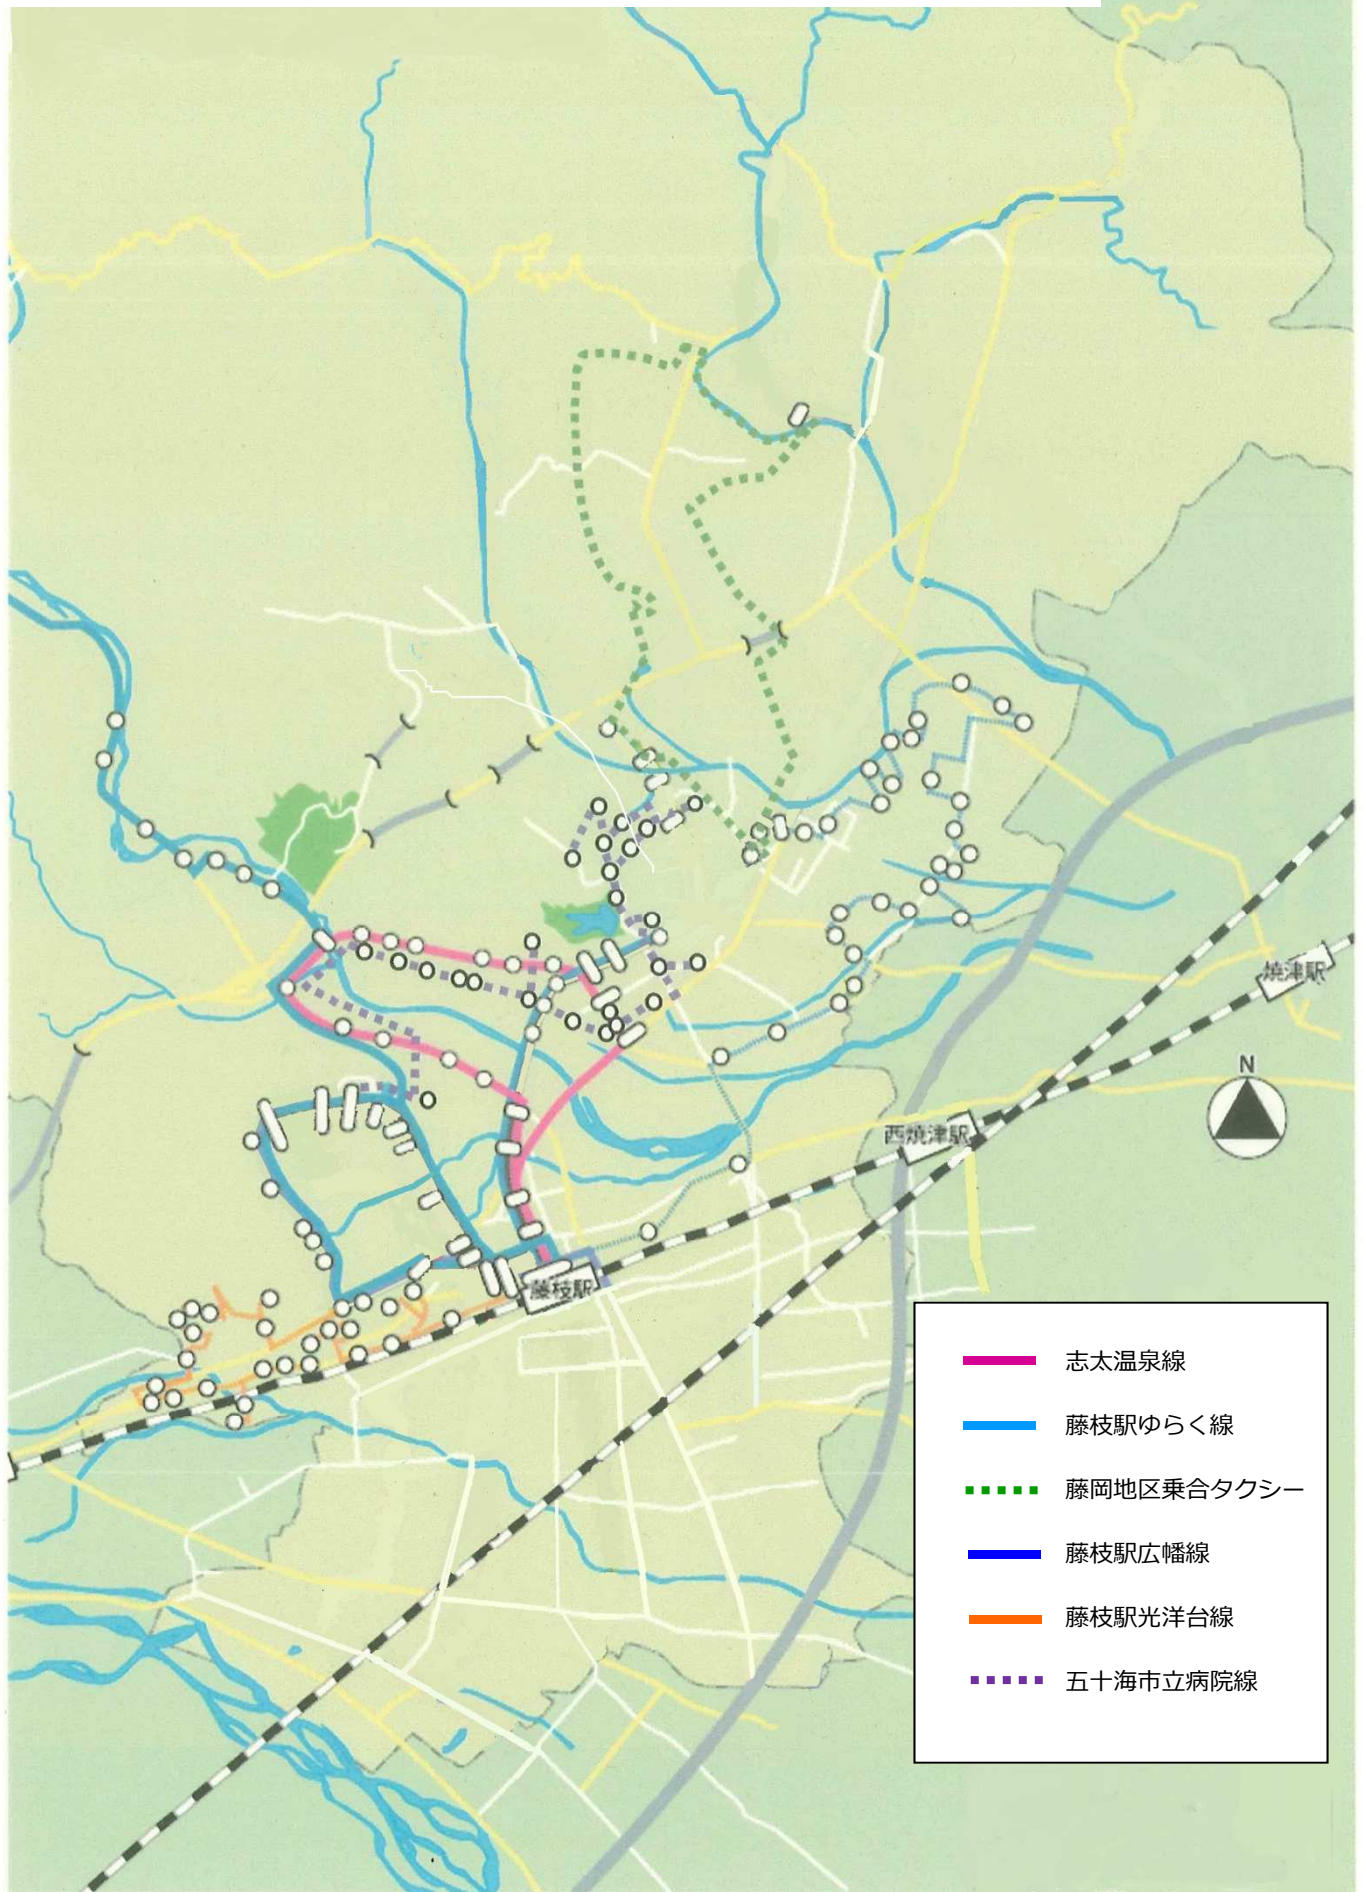 焼津駅
N
西焼津駅
藤枝駅
志太温泉線
藤枝駅ゆらく線
藤岡地区乗合タクシー
藤枝駅広幡線
藤枝駅光洋台線
五十海市立病院線